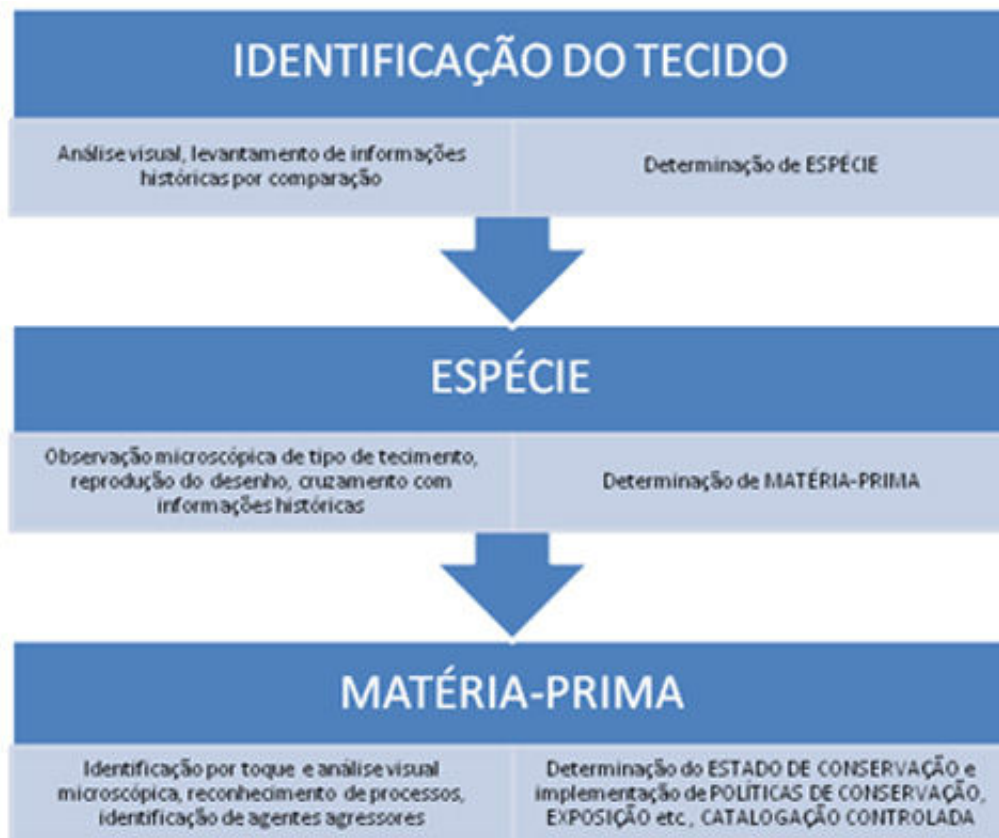 IDENTIFICAÇÃO DO TECIDO
Análise visual, levantamento de informações
históricas por comparação
Determinação de ESPÉCIE
ESPÉCIE
Observação microscópica de tipo de tecimento,
reprodução do desenho, cruzamento com
informações históricas
Determinação de MATÉRIA-PRIMA
MATÉRIA-PRIMA
Identificação por toque e análise visual
microscópica, reconhecimento de processos,
identificação de agentes agressores
Determinação do ESTADO DE CONSERVAÇÃO e
implementação de POLÍTICAS DE CONSERVAÇÃO,
EXPOSIÇÃO etc., CATALOGAÇÃO CONTROLADA